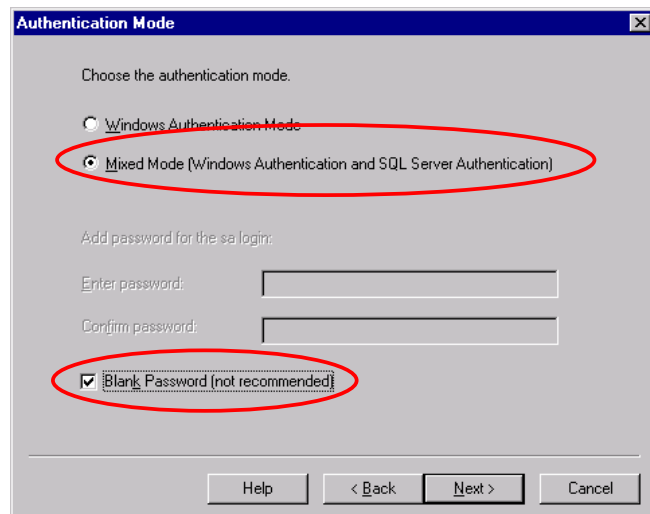 Authentication Mode
Choose the authentication mode.
Windows Authentication Mode
Mixed Mode (Windows Authentication and SQL Server Authentication)
Add password for the sa login:
Enter password:
Confirm password:
Blank Password (not recommended)
Help
< Back
Next >
Cancel